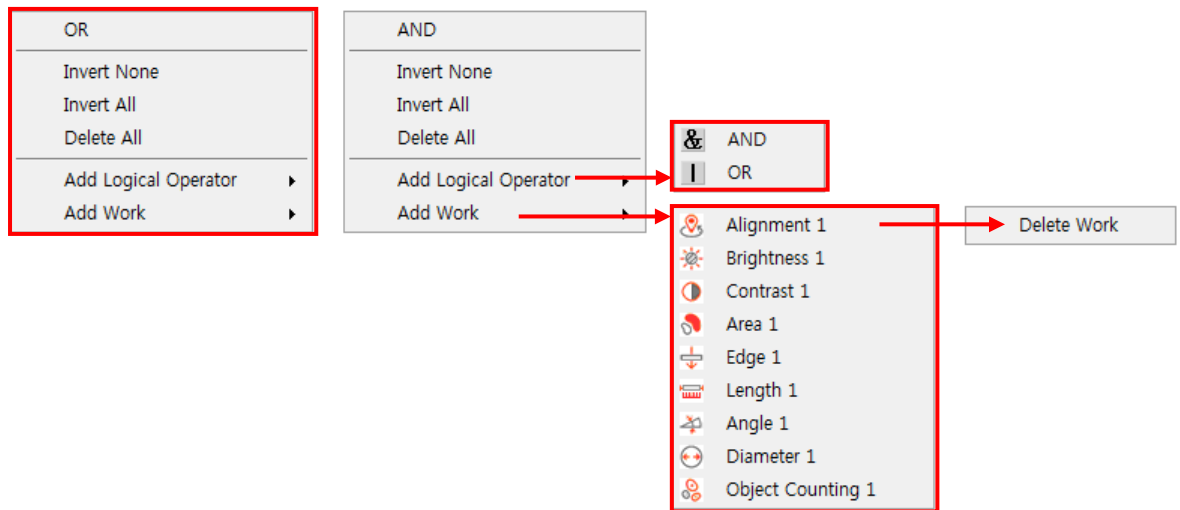 OR
Invert None
Invert All
Delete All
Add Logical Operator
Add Work
AND
Invert None
Invert All
Delete All
Add Logical Operator
Add Work
& AND
| OR
Alignment 1
Brightness 1
Contrast 1
Area 1
Edge 1
Length 1
Angle 1
Diameter 1
Object Counting 1
Delete Work